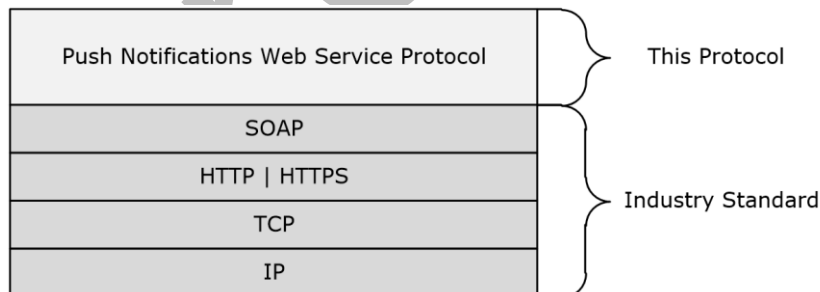 Push Notifications Web Service Protocol
This Protocol
SOAP
HTTP | HTTPS
Industry Standard
TCP
IP